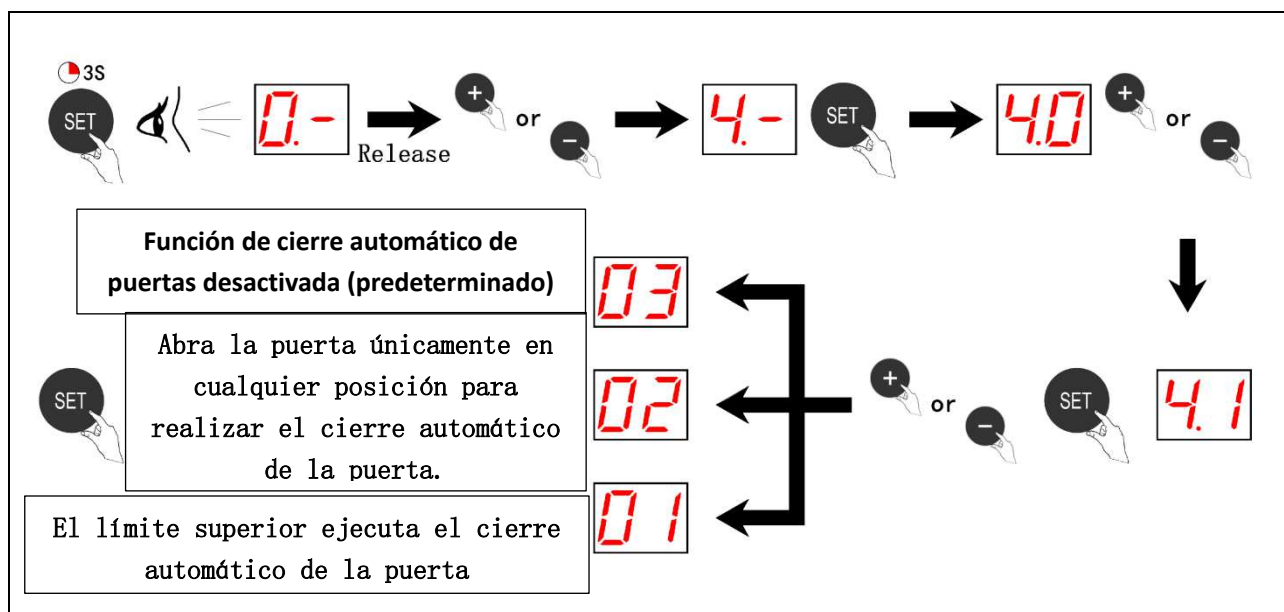 3S
SET
0.-
Release
+ or -
4.-
SET
4.0
+ or -
4.1
SET
+ or -
03
Función de cierre automático de
puertas desactivada (predeterminado)
02
Abra la puerta únicamente en
cualquier posición para
realizar el cierre automático
de la puerta.
01
El límite superior ejecuta el cierre
automático de la puerta
SET